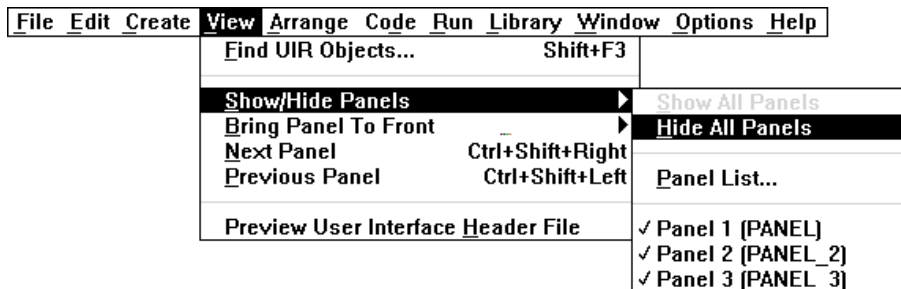 File Edit Create View Arrange Code Run Library Window Options Help
Find UIR Objects... Shift+F3
Show/Hide Panels
Bring Panel To Front
Next Panel Ctrl+Shift+Right
Previous Panel Ctrl+Shift+Left
Preview User Interface Header File
Show All Panels
Hide All Panels
Panel List...
✓ Panel 1 (PANEL)
✓ Panel 2 (PANEL_2)
✓ Panel 3 (PANEL_3)